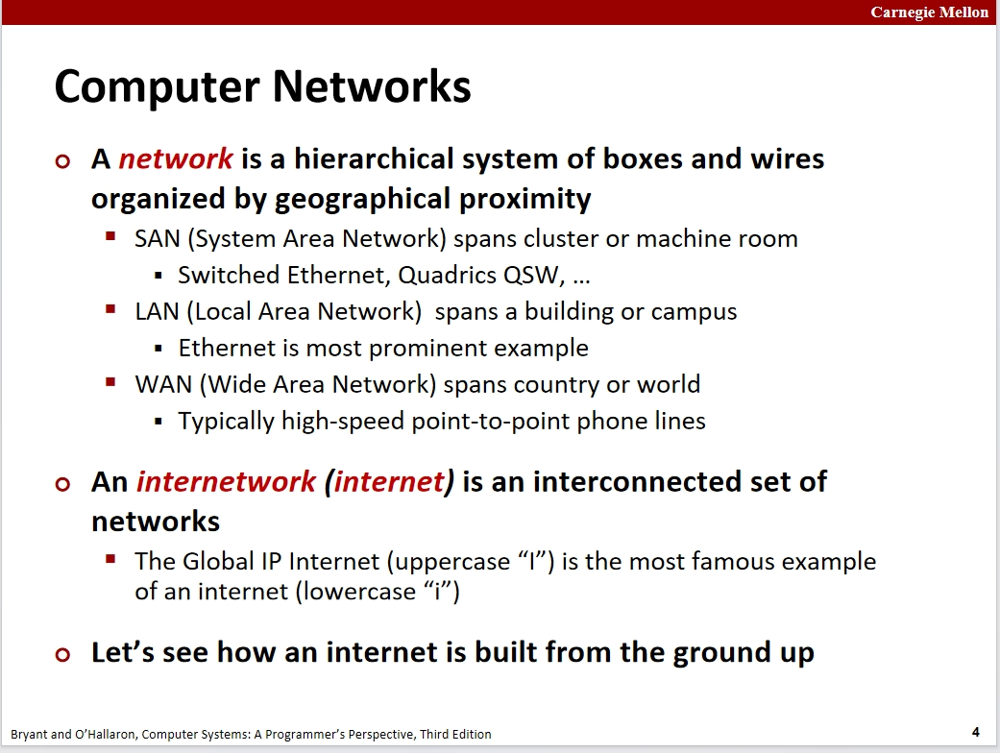 Carnegie Mellon
Computer Networks
A network is a hierarchical system of boxes and wires
organized by geographical proximity
SAN (System Area Network) spans cluster or machine room
Switched Ethernet, Quadrics QSW, …
LAN (Local Area Network)  spans a building or campus
Ethernet is most prominent example
WAN (Wide Area Network) spans country or world
Typically high-speed point-to-point phone lines
An internetwork (internet) is an interconnected set of
networks
The Global IP Internet (uppercase “I”) is the most famous example
of an internet (lowercase “i”)
Let’s see how an internet is built from the ground up
Bryant and O’Hallaron, Computer Systems: A Programmer’s Perspective, Third Edition
4